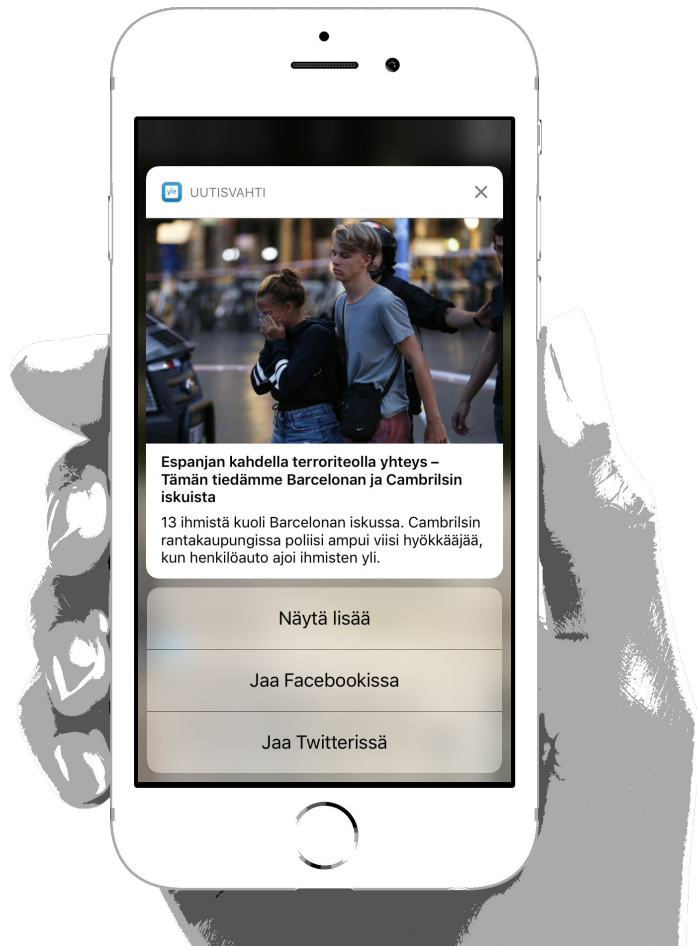 yle UUTISVAHTI
Espanjan kahdella terroriteolla yhteys –
Tämän tiedämme Barcelonan ja Cambrilsin
iskuista
13 ihmistä kuoli Barcelonan iskussa. Cambrilsin
rantakaupungissa poliisi ampui viisi hyökkääjää,
kun henkilöauto ajoi ihmisten yli.
Näytä lisää
Jaa Facebookissa
Jaa Twitterissä